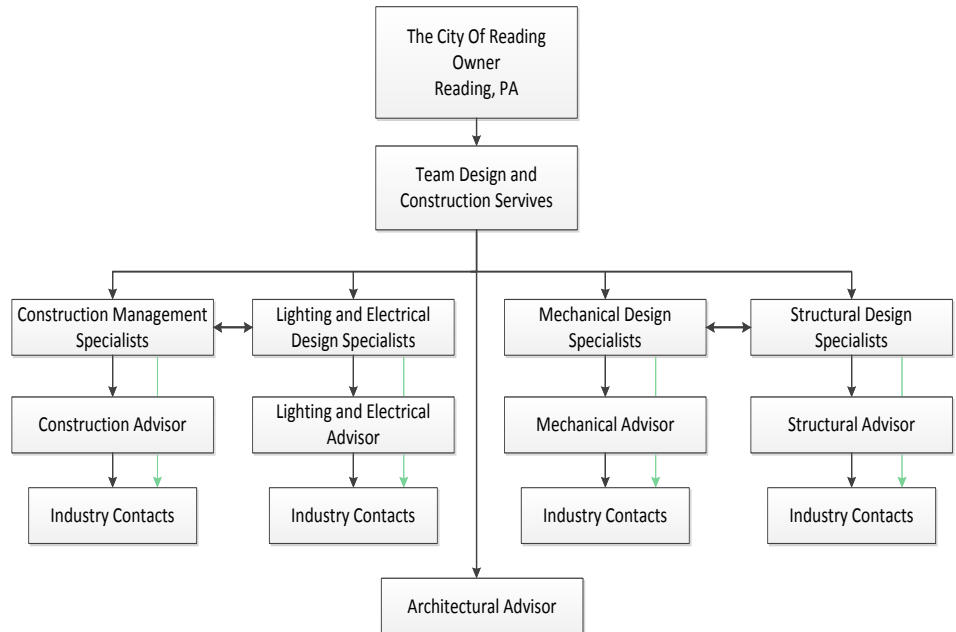 The City Of Reading
Owner
Reading, PA
Team Design and
Construction Servives
Construction Management
Specialists
Lighting and Electrical
Design Specialists
Mechanical Design
Specialists
Structural Design
Specialists
Construction Advisor
Lighting and Electrical
Advisor
Mechanical Advisor
Structural Advisor
Industry Contacts
Industry Contacts
Industry Contacts
Industry Contacts
Architectural Advisor